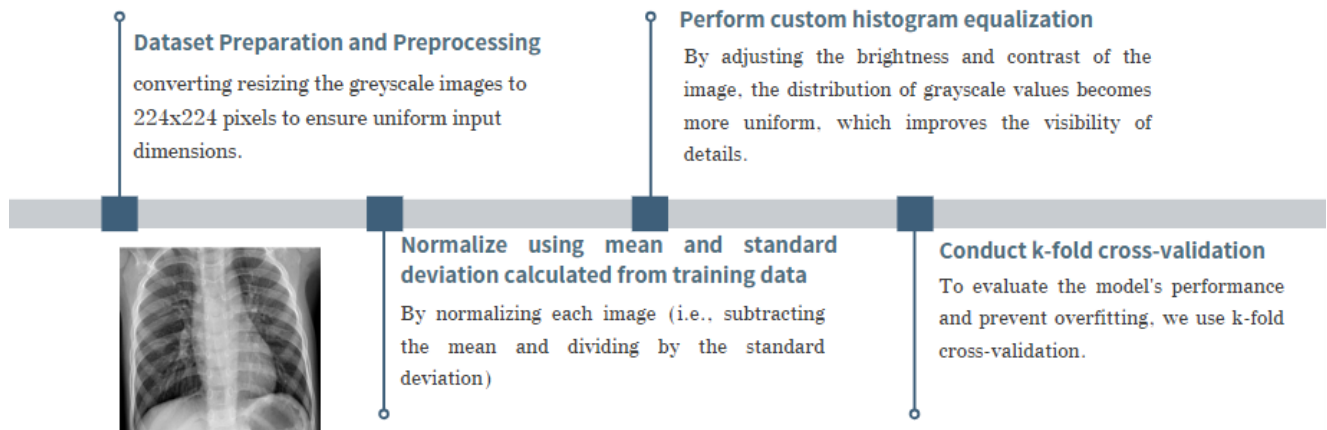 Dataset Preparation and Preprocessing
converting resizing the greyscale images to
224x224 pixels to ensure uniform input
dimensions.
Normalize using mean and standard
deviation calculated from training data
By normalizing each image (i.e., subtracting
the mean and dividing by the standard
deviation)
Perform custom histogram equalization
By adjusting the brightness and contrast of the
image, the distribution of grayscale values becomes
more uniform, which improves the visibility of
details.
Conduct k-fold cross-validation
To evaluate the model's performance
and prevent overfitting, we use k-fold
cross-validation.